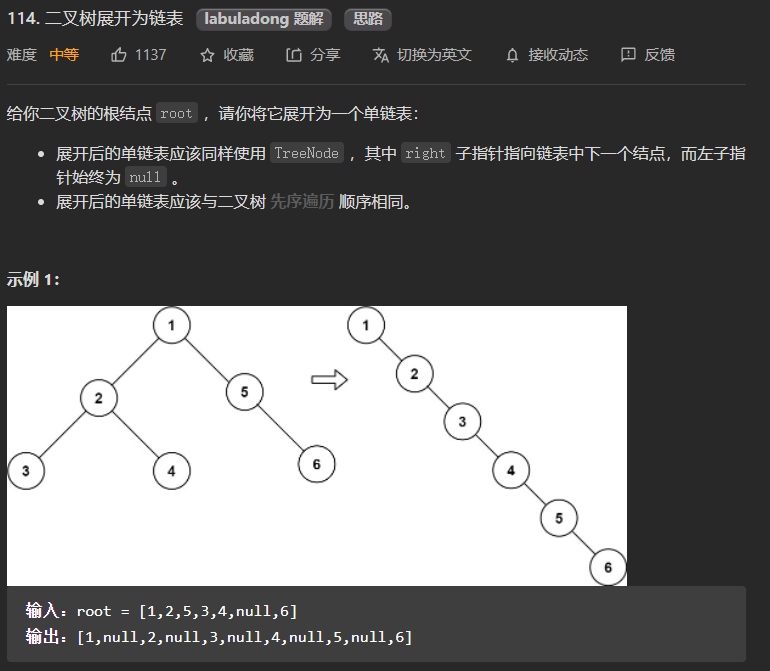 114. 二叉树展开为链表 labuladong 题解 思路
难度 中等 1137 收藏 分享 切换为英文 接收动态 反馈
给你二叉树的根结点 root ，请你将它展开为一个单链表：
• 展开后的单链表应该同样使用 TreeNode ，其中 right 子指针指向链表中下一个结点，而左子指
针始终为 null 。
• 展开后的单链表应该与二叉树 先序遍历 顺序相同。
示例 1：
1 1
2 5 2
3
3 4 6 4
5
6
输入：root = [1,2,5,3,4,null,6]
输出：[1,null,2,null,3,null,4,null,5,null,6]